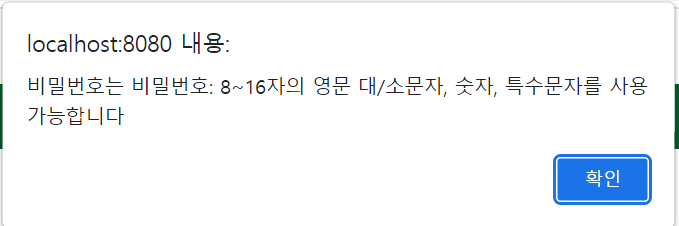 localhost:8080 내용:
비밀번호는 비밀번호: 8~16자의 영문 대/소문자, 숫자, 특수문자를 사용
가능합니다
확인